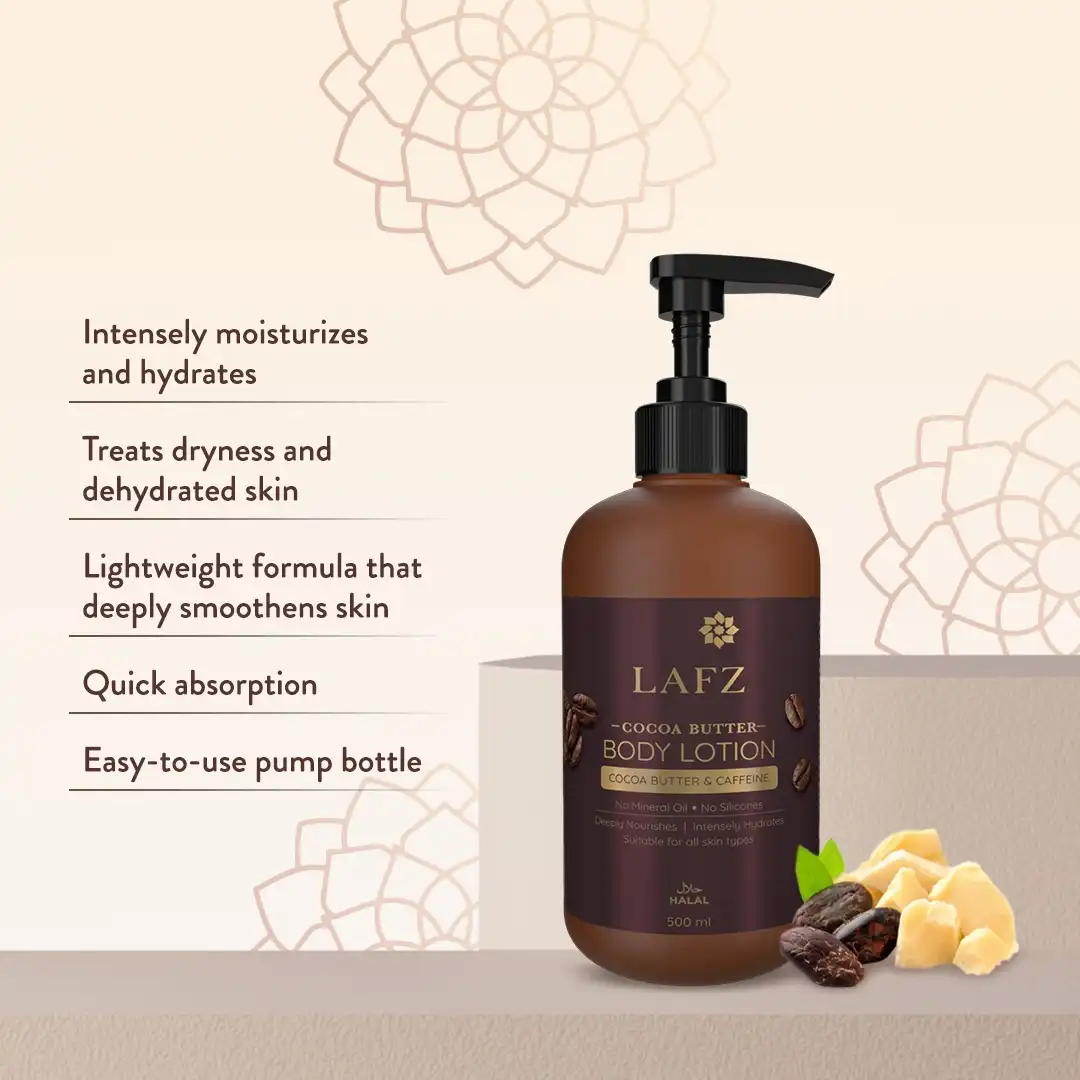 Intensely moisturizes
and hydrates
Treats dryness and
dehydrated skin
Lightweight formula that
deeply smoothens skin
Quick absorption
Easy-to-use pump bottle
LAFZ
COCOA BUTTER
BODY LOTION
COCOA BUTTER & CAFFEINE
No Mineral Oil • No Silicones
Deeply Nourishes | Intensely Hydrates
Suitable for all skin types
حلال
HALAL
500 ml